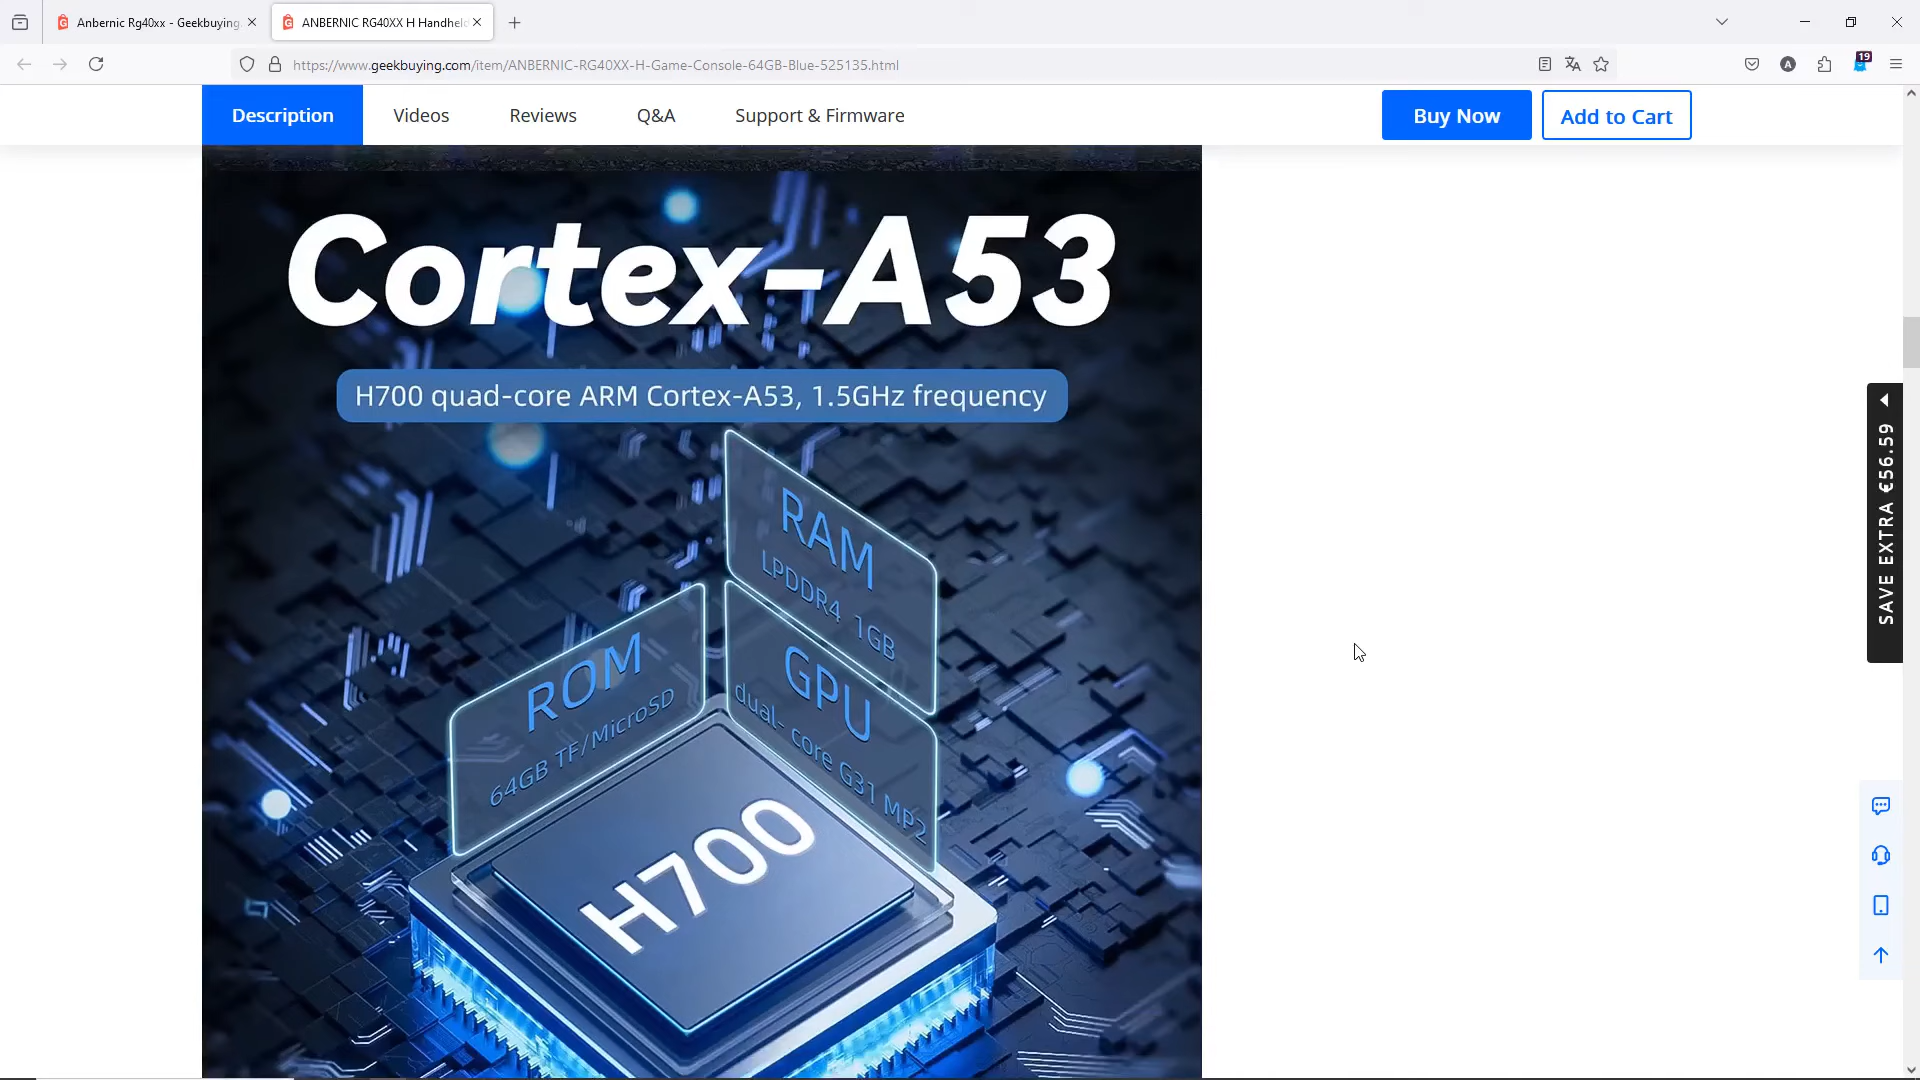 Anbernic Rg40xx - Geekbuying
ANBERNIC RG40XX H Handheld
https://www.geekbuying.com/item/ANBERNIC-RG40XX-H-Game-Console-64GB-Blue-525135.html
A
19
Description
Videos
Reviews
Q&A
Support & Firmware
Buy Now
Add to Cart
Cortex-A53
H700 quad-core ARM Cortex-A53, 1.5GHz frequency
RAM
LPDDR4 1GB
ROM
64GB TF/MicroSD
GPU
dual- core G31 MP2
H700
SAVE EXTRA €56.59